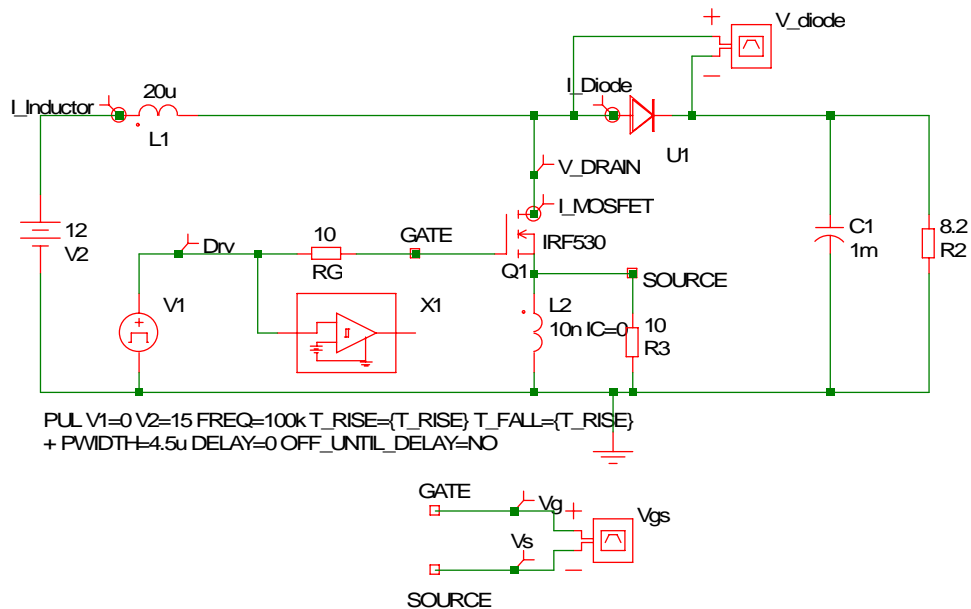 V_diode
I_Inductor
20u
L1
I_Diode
U1
V_DRAIN
I_MOSFET
12
V2
Drv
10
RG
GATE
IRF530
Q1
C1
1m
8.2
R2
V1
X1
SOURCE
L2
10n IC=0
10
R3
PUL V1=0 V2=15 FREQ=100k T_RISE={T_RISE} T_FALL={T_RISE}
+ PWIDTH=4.5u DELAY=0 OFF_UNTIL_DELAY=NO
GATE
Vg
Vgs
Vs
SOURCE